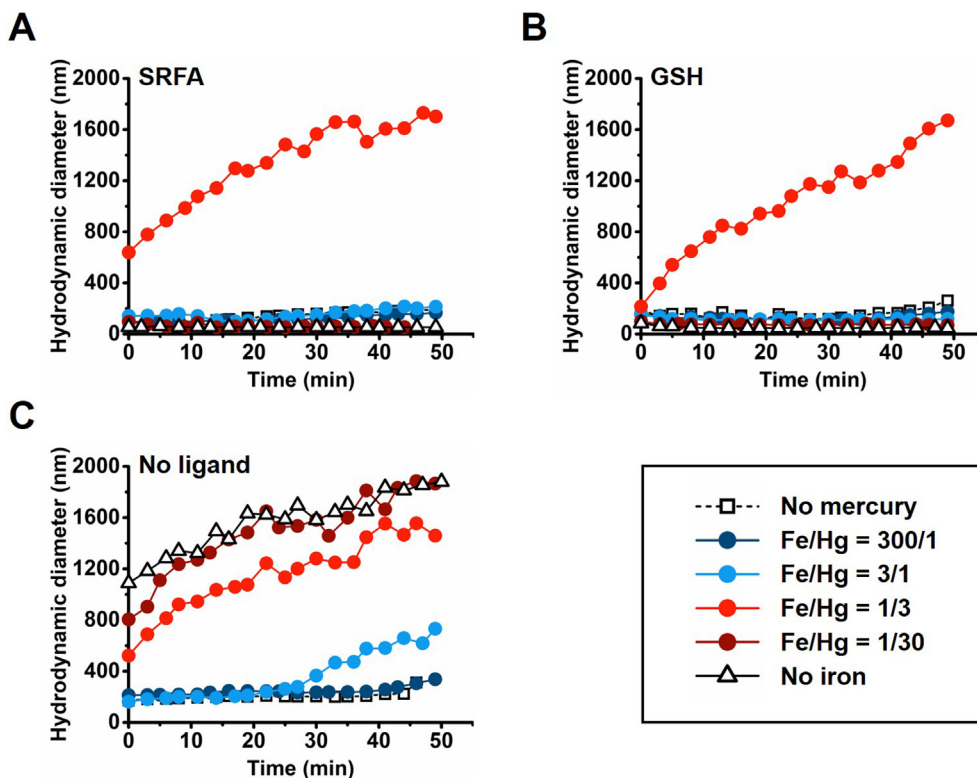 A
SRFA
Hydrodynamic diameter (nm)
2000
1600
1200
800
400
0
0 10 20 30 40 50
Time (min)
B
GSH
Hydrodynamic diameter (nm)
2000
1600
1200
800
400
0
0 10 20 30 40 50
Time (min)
C
No ligand
Hydrodynamic diameter (nm)
2000
1600
1200
800
400
0
0 10 20 30 40 50
Time (min)
No mercury
Fe/Hg = 300/1
Fe/Hg = 3/1
Fe/Hg = 1/3
Fe/Hg = 1/30
No iron